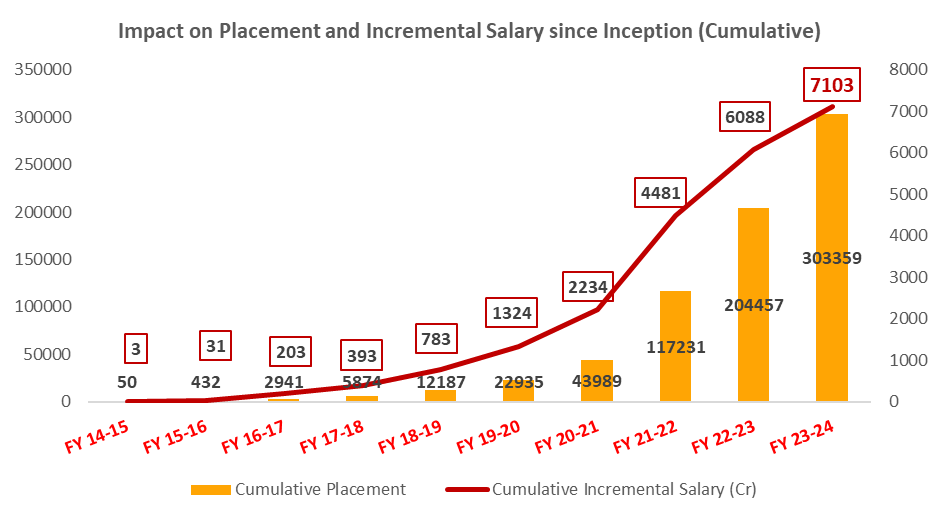 Impact on Placement and Incremental Salary since Inception (Cumulative)
350000
300000
250000
200000
150000
100000
50000
0
8000
7000
6000
5000
4000
3000
2000
1000
0
3
31
203
393
783
1324
2234
4481
6088
7103
50
432
2941
5874
12187
22935
43989
117231
204457
303359
FY 14-15
FY 15-16
FY 16-17
FY 17-18
FY 18-19
FY 19-20
FY 20-21
FY 21-22
FY 22-23
FY 23-24
Cumulative Placement
Cumulative Incremental Salary (Cr)